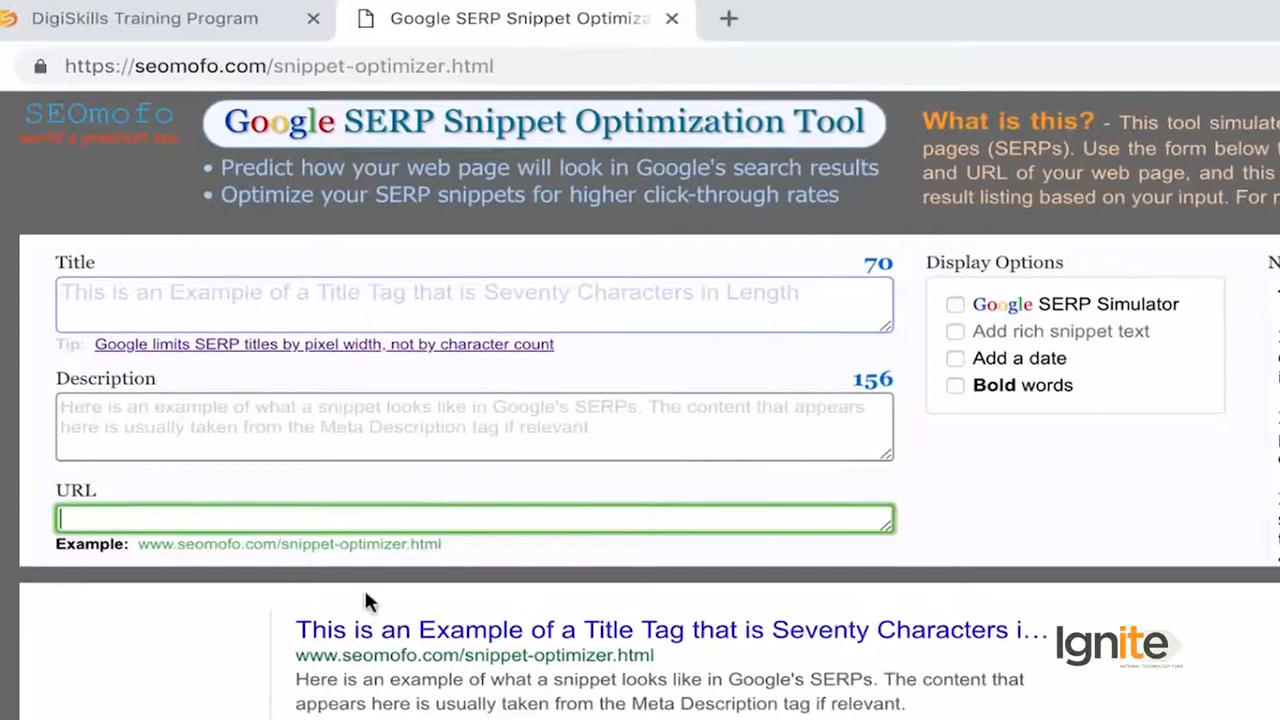 DigiSkills Training Program
Google SERP Snippet Optimiza
https://seomofo.com/snippet-optimizer.html
SEOmofo
world's greatest seo
Google SERP Snippet Optimization Tool
• Predict how your web page will look in Google's search results
• Optimize your SERP snippets for higher click-through rates
What is this? - This tool simulate
pages (SERPs). Use the form below t
and URL of your web page, and this
result listing based on your input. For
Title 70
This is an Example of a Title Tag that is Seventy Characters in Length
Tip: Google limits SERP titles by pixel width, not by character count
Description 156
Here is an example of what a snippet looks like in Google's SERPs. The content that appears
here is usually taken from the Meta Description tag if relevant
URL
Example: www.seomofo.com/snippet-optimizer.html
Display Options
Google SERP Simulator
Add rich snippet text
Add a date
Bold words
N
This is an Example of a Title Tag that is Seventy Characters i...
www.seomofo.com/snippet-optimizer.html
Here is an example of what a snippet looks like in Google's SERPs. The content that
appears here is usually taken from the Meta Description tag if relevant.
Ignite
NATIONAL TECHNOLOGY FUND